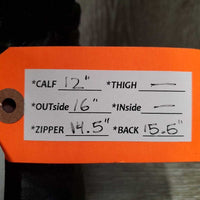 *CALF 12" *THIGH —
*OUTside 16" *INside —
*ZIPPER 14.5" *BACK 15.5"